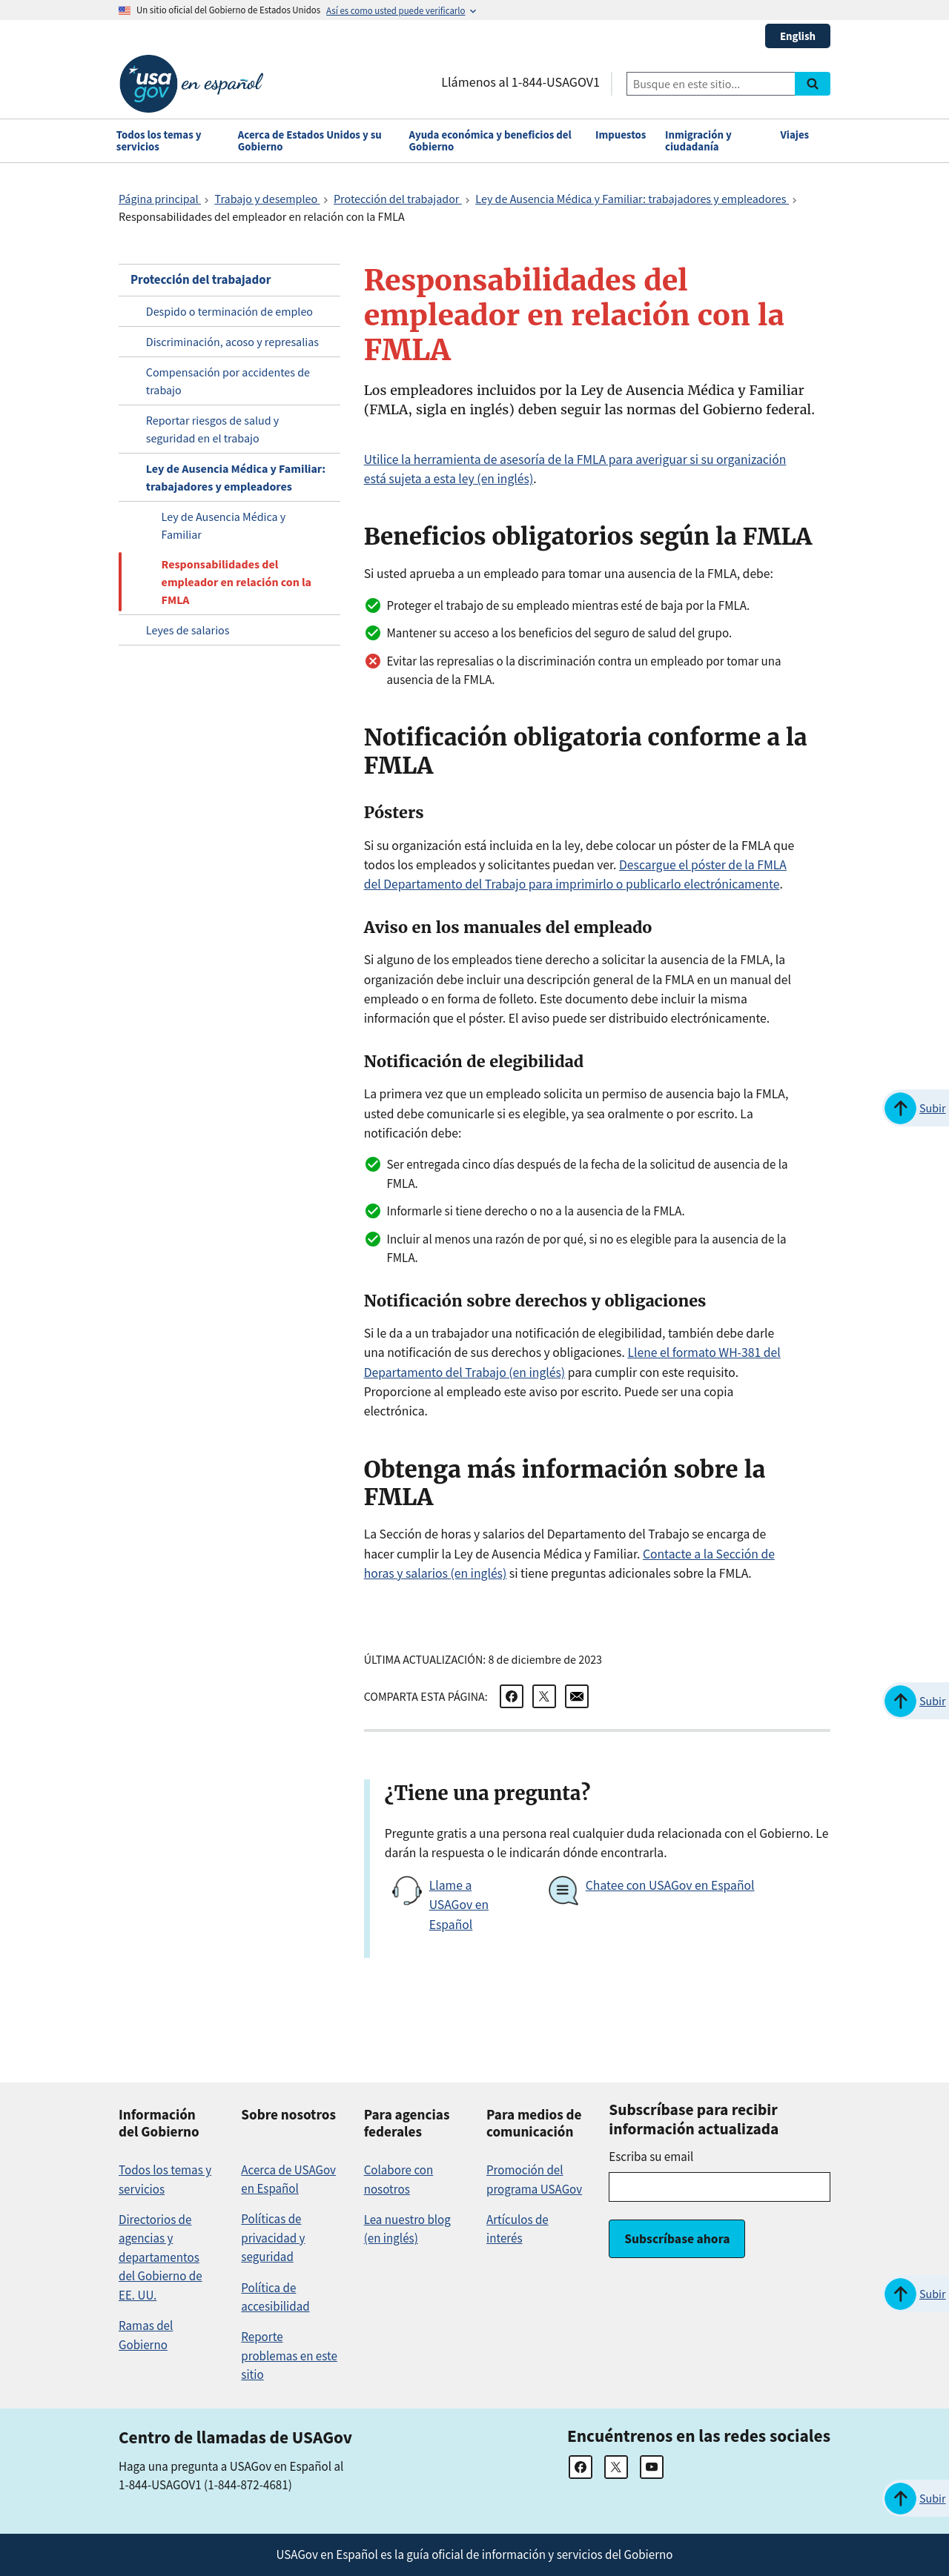 Un sitio oficial del Gobierno de Estados Unidos Así es como usted puede verificarlo
English
usagov en español
Llámenos al 1-844-USAGOV1
Busque en este sitio...
Todos los temas y servicios
Acerca de Estados Unidos y su Gobierno
Ayuda económica y beneficios del Gobierno
Impuestos
Inmigración y ciudadanía
Viajes
Página principal
Trabajo y desempleo
Protección del trabajador
Ley de Ausencia Médica y Familiar: trabajadores y empleadores
Responsabilidades del empleador en relación con la FMLA
Protección del trabajador
Despido o terminación de empleo
Discriminación, acoso y represalias
Compensación por accidentes de
trabajo
Reportar riesgos de salud y
seguridad en el trabajo
Ley de Ausencia Médica y Familiar:
trabajadores y empleadores
Ley de Ausencia Médica y
Familiar
Responsabilidades del
empleador en relación con la
FMLA
Leyes de salarios
Responsabilidades del
empleador en relación con la
FMLA
Los empleadores incluidos por la Ley de Ausencia Médica y Familiar
(FMLA, sigla en inglés) deben seguir las normas del Gobierno federal.
Utilice la herramienta de asesoría de la FMLA para averiguar si su organización
está sujeta a esta ley (en inglés).
Beneficios obligatorios según la FMLA
Si usted aprueba a un empleado para tomar una ausencia de la FMLA, debe:
Proteger el trabajo de su empleado mientras esté de baja por la FMLA.
Mantener su acceso a los beneficios del seguro de salud del grupo.
Evitar las represalias o la discriminación contra un empleado por tomar una
ausencia de la FMLA.
Notificación obligatoria conforme a la
FMLA
Pósters
Si su organización está incluida en la ley, debe colocar un póster de la FMLA que
todos los empleados y solicitantes puedan ver. Descargue el póster de la FMLA
del Departamento del Trabajo para imprimirlo o publicarlo electrónicamente.
Aviso en los manuales del empleado
Si alguno de los empleados tiene derecho a solicitar la ausencia de la FMLA, la
organización debe incluir una descripción general de la FMLA en un manual del
empleado o en forma de folleto. Este documento debe incluir la misma
información que el póster. El aviso puede ser distribuido electrónicamente.
Notificación de elegibilidad
La primera vez que un empleado solicita un permiso de ausencia bajo la FMLA,
usted debe comunicarle si es elegible, ya sea oralmente o por escrito. La
notificación debe:
Subir
Ser entregada cinco días después de la fecha de la solicitud de ausencia de la
FMLA.
Informarle si tiene derecho o no a la ausencia de la FMLA.
Incluir al menos una razón de por qué, si no es elegible para la ausencia de la
FMLA.
Notificación sobre derechos y obligaciones
Si le da a un trabajador una notificación de elegibilidad, también debe darle
una notificación de sus derechos y obligaciones. Llene el formato WH-381 del
Departamento del Trabajo (en inglés) para cumplir con este requisito.
Proporcione al empleado este aviso por escrito. Puede ser una copia
electrónica.
Obtenga más información sobre la
FMLA
La Sección de horas y salarios del Departamento del Trabajo se encarga de
hacer cumplir la Ley de Ausencia Médica y Familiar. Contacte a la Sección de
horas y salarios (en inglés) si tiene preguntas adicionales sobre la FMLA.
ÚLTIMA ACTUALIZACIÓN: 8 de diciembre de 2023
COMPARTA ESTA PÁGINA:
Subir
¿Tiene una pregunta?
Pregunte gratis a una persona real cualquier duda relacionada con el Gobierno. Le
darán la respuesta o le indicarán dónde encontrarla.
Llame a
USAGov en
Español
Chatee con USAGov en Español
Información
del Gobierno
Todos los temas y
servicios
Directorios de
agencias y
departamentos
del Gobierno de
EE. UU.
Ramas del
Gobierno
Sobre nosotros
Acerca de USAGov
en Español
Políticas de
privacidad y
seguridad
Política de
accesibilidad
Reporte
problemas en este
sitio
Para agencias
federales
Colabore con
nosotros
Lea nuestro blog
(en inglés)
Para medios de
comunicación
Promoción del
programa USAGov
Artículos de
interés
Subscríbase para recibir
información actualizada
Escriba su email
Subscríbase ahora
Subir
Centro de llamadas de USAGov
Haga una pregunta a USAGov en Español al
1-844-USAGOV1 (1-844-872-4681)
Encuéntrenos en las redes sociales
Subir
USAGov en Español es la guía oficial de información y servicios del Gobierno